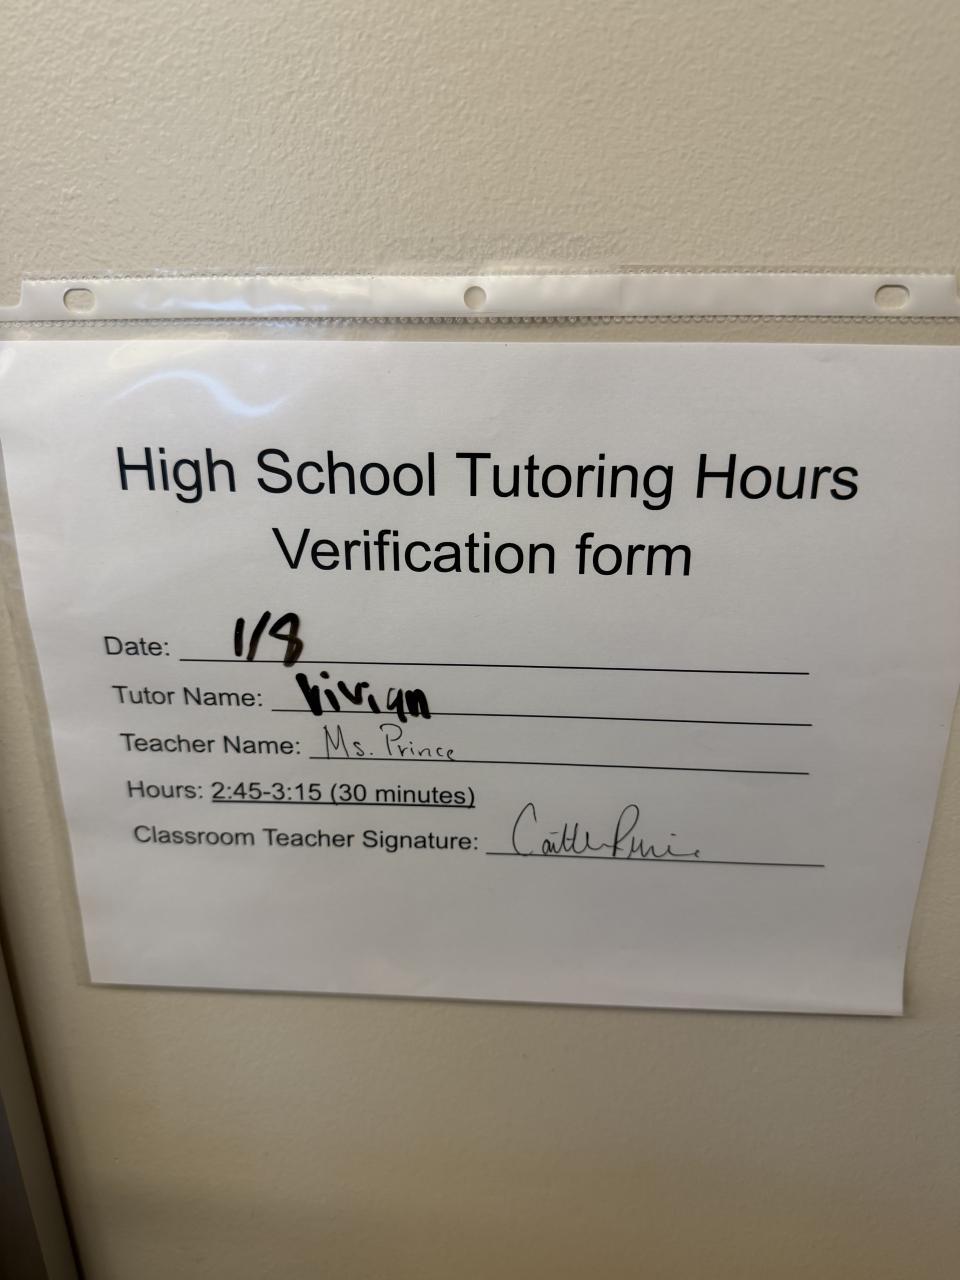 High School Tutoring Hours
Verification form
Date: 1/8
Tutor Name: Vivian
Teacher Name: Ms. Prince
Hours: 2:45-3:15 (30 minutes)
Classroom Teacher Signature: